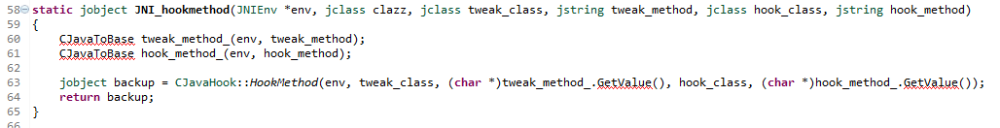 58 static jobject JNI_hookmethod(JNIEnv *env, jclass clazz, jclass tweak_class, jstring tweak_method, jclass hook_class, jstring hook_method)
59 {
60     CJavaToBase tweak_method_(env, tweak_method);
61     CJavaToBase hook_method_(env, hook_method);
62
63     jobject backup = CJavaHook::HookMethod(env, tweak_class, (char *)tweak_method_.GetValue(), hook_class, (char *)hook_method_.GetValue());
64     return backup;
65 }
66